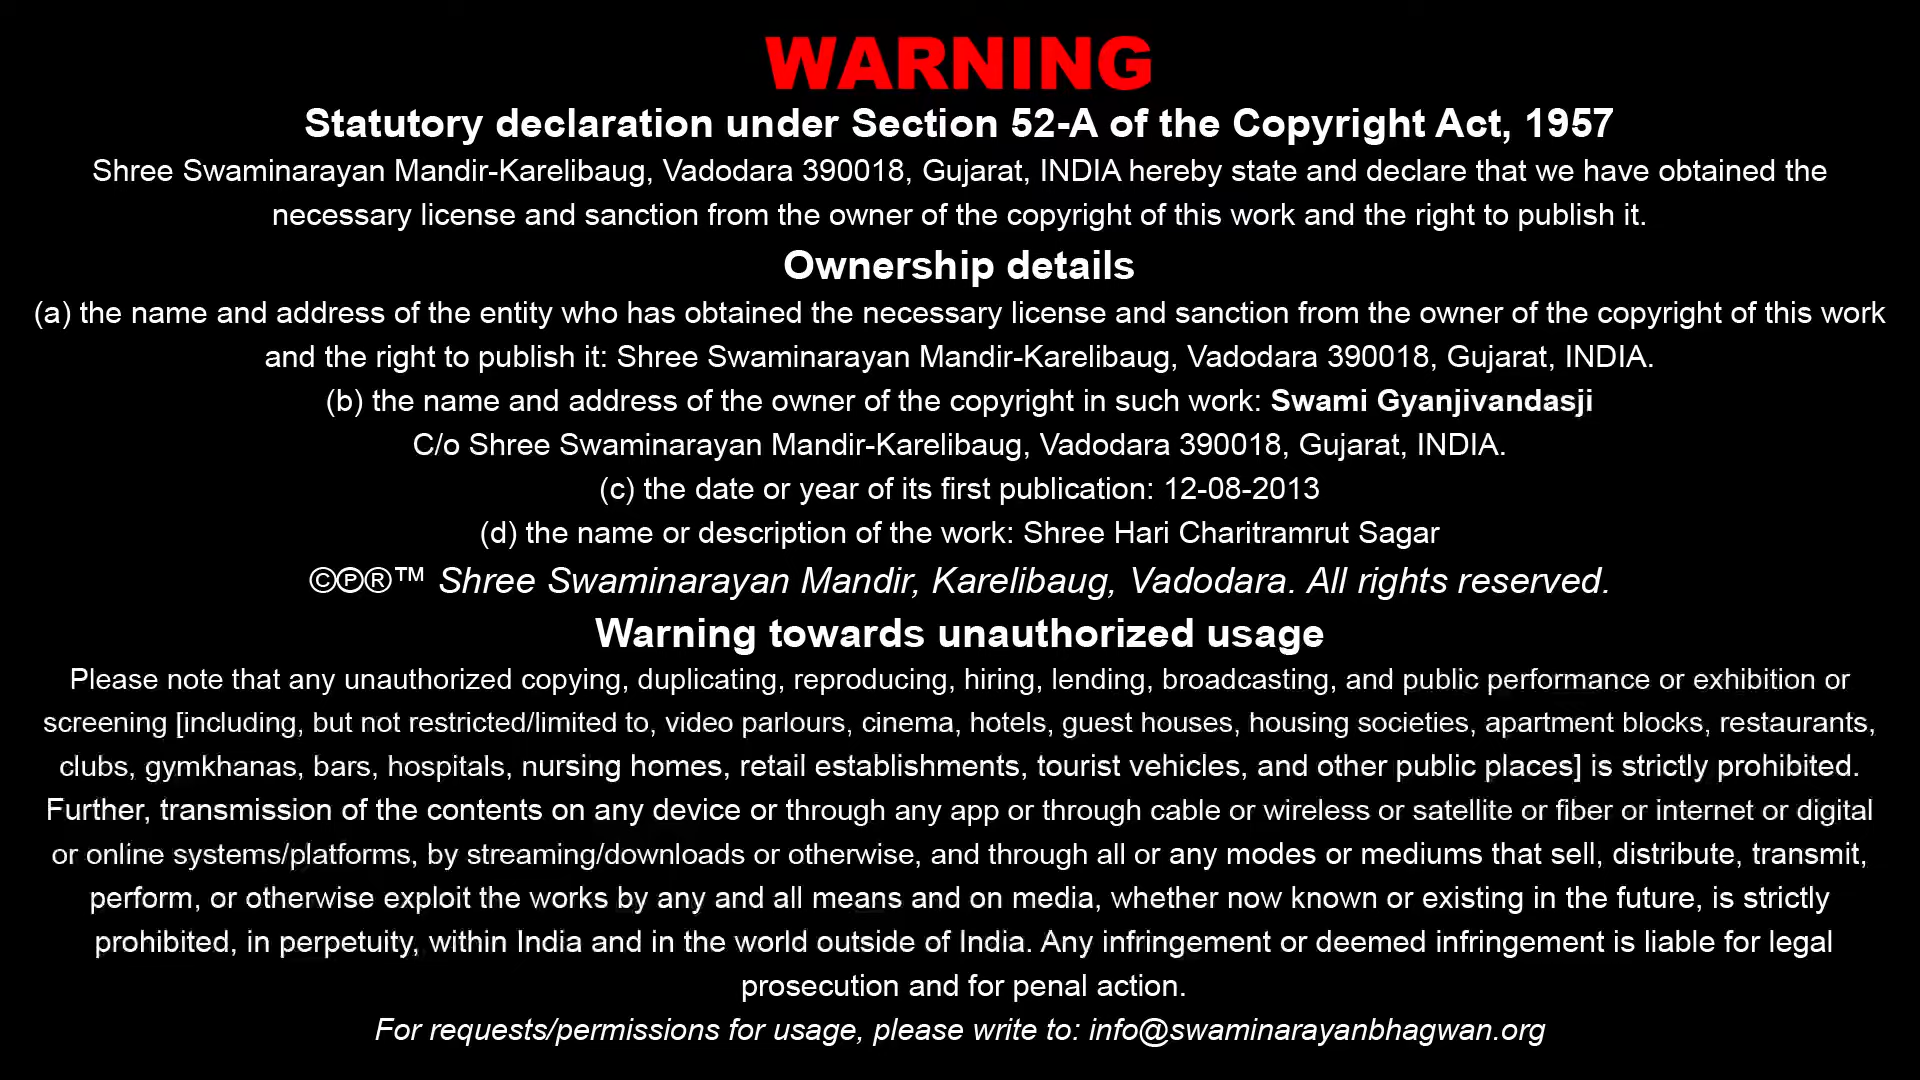 WARNING
Statutory declaration under Section 52-A of the Copyright Act, 1957
Shree Swaminarayan Mandir-Karelibaug, Vadodara 390018, Gujarat, INDIA hereby state and declare that we have obtained the
necessary license and sanction from the owner of the copyright of this work and the right to publish it.
Ownership details
(a) the name and address of the entity who has obtained the necessary license and sanction from the owner of the copyright of this work
and the right to publish it: Shree Swaminarayan Mandir-Karelibaug, Vadodara 390018, Gujarat, INDIA.
(b) the name and address of the owner of the copyright in such work: Swami Gyanjivandasji
C/o Shree Swaminarayan Mandir-Karelibaug, Vadodara 390018, Gujarat, INDIA.
(c) the date or year of its first publication: 12-08-2013
(d) the name or description of the work: Shree Hari Charitramrut Sagar
©℗®™ Shree Swaminarayan Mandir, Karelibaug, Vadodara. All rights reserved.
Warning towards unauthorized usage
Please note that any unauthorized copying, duplicating, reproducing, hiring, lending, broadcasting, and public performance or exhibition or
screening [including, but not restricted/limited to, video parlours, cinema, hotels, guest houses, housing societies, apartment blocks, restaurants,
clubs, gymkhanas, bars, hospitals, nursing homes, retail establishments, tourist vehicles, and other public places] is strictly prohibited.
Further, transmission of the contents on any device or through any app or through cable or wireless or satellite or fiber or internet or digital
or online systems/platforms, by streaming/downloads or otherwise, and through all or any modes or mediums that sell, distribute, transmit,
perform, or otherwise exploit the works by any and all means and on media, whether now known or existing in the future, is strictly
prohibited, in perpetuity, within India and in the world outside of India. Any infringement or deemed infringement is liable for legal
prosecution and for penal action.
For requests/permissions for usage, please write to: info@swaminarayanbhagwan.org